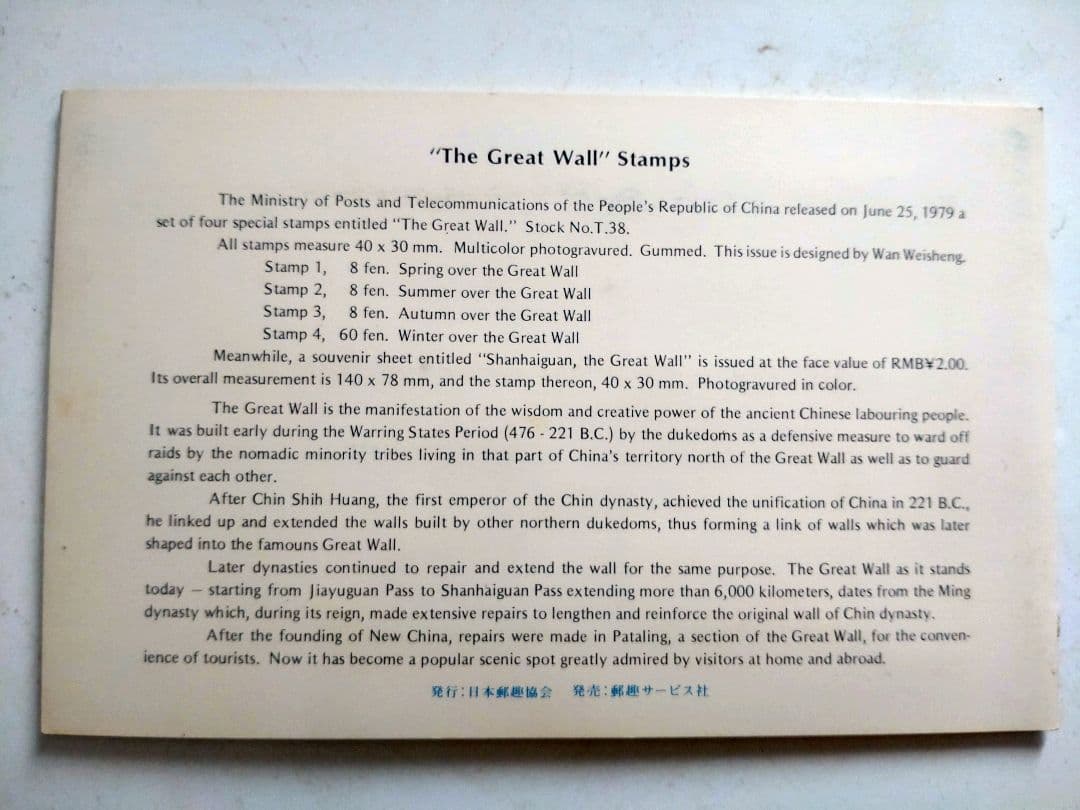 "The Great Wall" Stamps
The Ministry of Posts and Telecommunications of the People's Republic of China released on June 25, 1979 a
set of four special stamps entitled "The Great Wall." Stock No.T.38.
All stamps measure 40 x 30 mm. Multicolor photogravured. Gummed. This issue is designed by Wan Weisheng.
Stamp 1, 8 fen. Spring over the Great Wall
Stamp 2, 8 fen. Summer over the Great Wall
Stamp 3, 8 fen. Autumn over the Great Wall
Stamp 4, 60 fen. Winter over the Great Wall
Meanwhile, a souvenir sheet entitled "Shanhaiguan, the Great Wall" is issued at the face value of RMB¥2.00.
Its overall measurement is 140 x 78 mm, and the stamp thereon, 40 x 30 mm. Photogravured in color.
The Great Wall is the manifestation of the wisdom and creative power of the ancient Chinese labouring people.
It was built early during the Warring States Period (476 - 221 B.C.) by the dukedoms as a defensive measure to ward off
raids by the nomadic minority tribes living in that part of China's territory north of the Great Wall as well as to guard
against each other.
After Chin Shih Huang, the first emperor of the Chin dynasty, achieved the unification of China in 221 B.C.,
he linked up and extended the walls built by other northern dukedoms, thus forming a link of walls which was later
shaped into the famouns Great Wall.
Later dynasties continued to repair and extend the wall for the same purpose. The Great Wall as it stands
today — starting from Jiayuguan Pass to Shanhaiguan Pass extending more than 6,000 kilometers, dates from the Ming
dynasty which, during its reign, made extensive repairs to lengthen and reinforce the original wall of Chin dynasty.
After the founding of New China, repairs were made in Pataling, a section of the Great Wall, for the conven-
ience of tourists. Now it has become a popular scenic spot greatly admired by visitors at home and abroad.
発行：日本郵趣協会 発売：郵趣サービス社